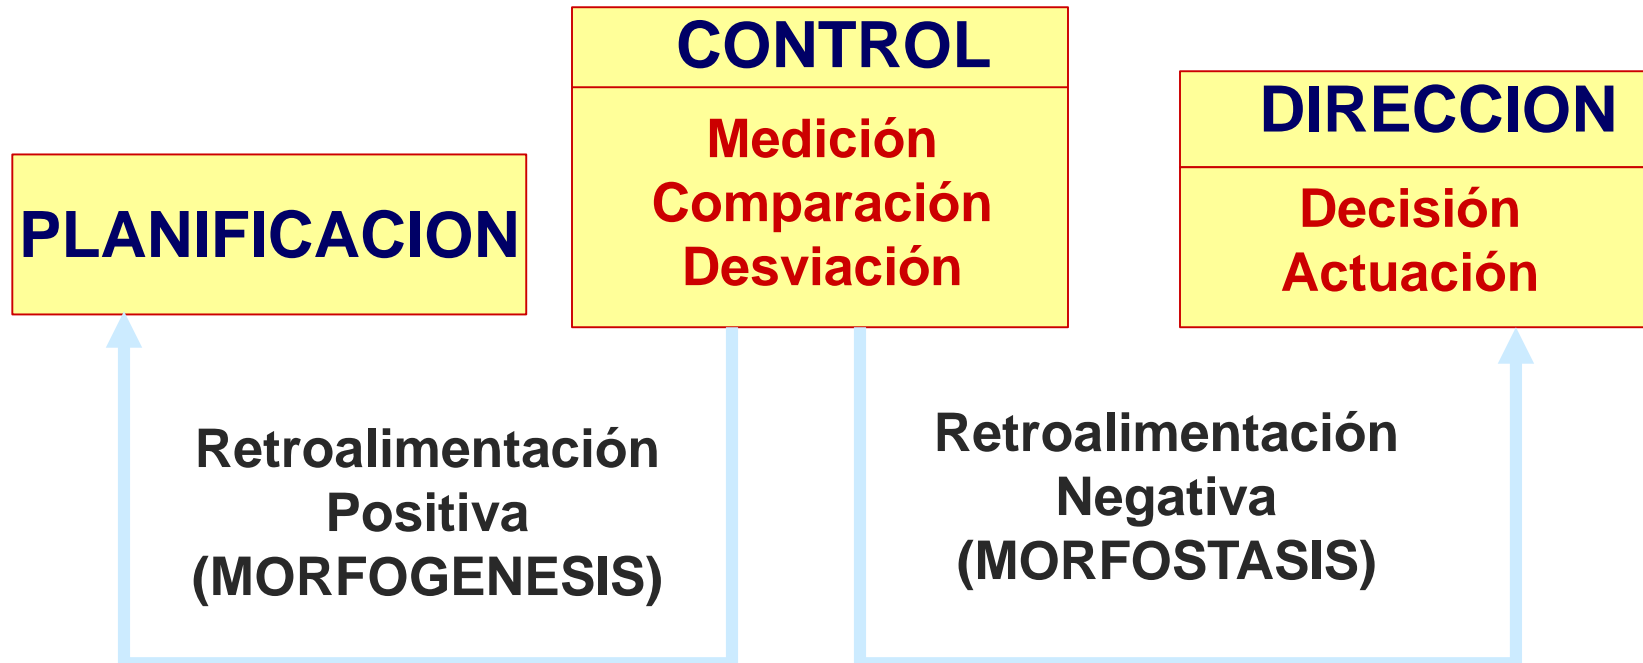 PLANIFICACION
CONTROL
Medición
Comparación
Desviación
DIRECCION
Decisión
Actuación
Retroalimentación
Positiva
(MORFOGENESIS)
Retroalimentación
Negativa
(MORFOSTASIS)